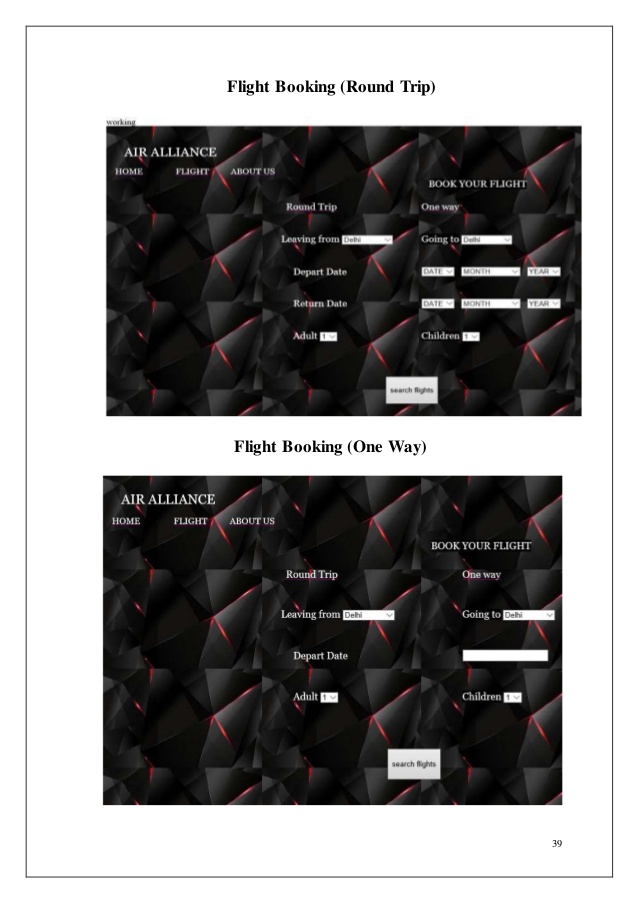 Flight Booking (Round Trip)
working
AIR ALLIANCE
HOME FLIGHT ABOUT US
BOOK YOUR FLIGHT
Round Trip One way
Leaving from Delhi Going to Delhi
Depart Date DATE MONTH YEAR
Return Date DATE MONTH YEAR
Adult 1 Children 1
search flights
Flight Booking (One Way)
AIR ALLIANCE
HOME FLIGHT ABOUT US
BOOK YOUR FLIGHT
Round Trip One way
Leaving from Delhi Going to Delhi
Depart Date
Adult 1 Children 1
search flights
39